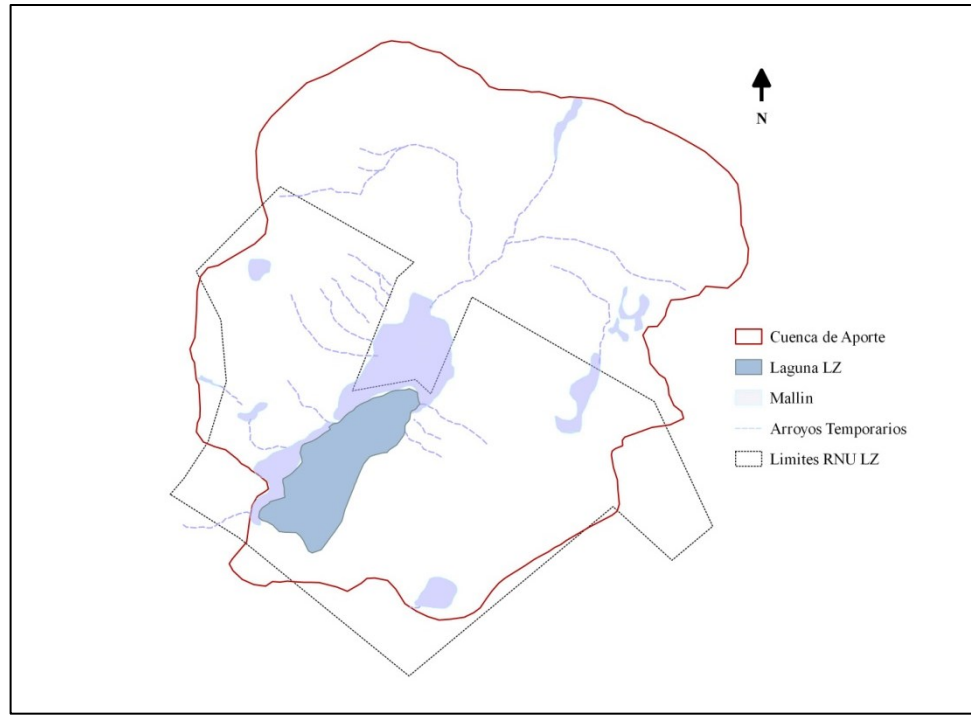 N
Cuenca de Aporte
Laguna LZ
Mallin
Arroyos Temporarios
Limites RNU LZ